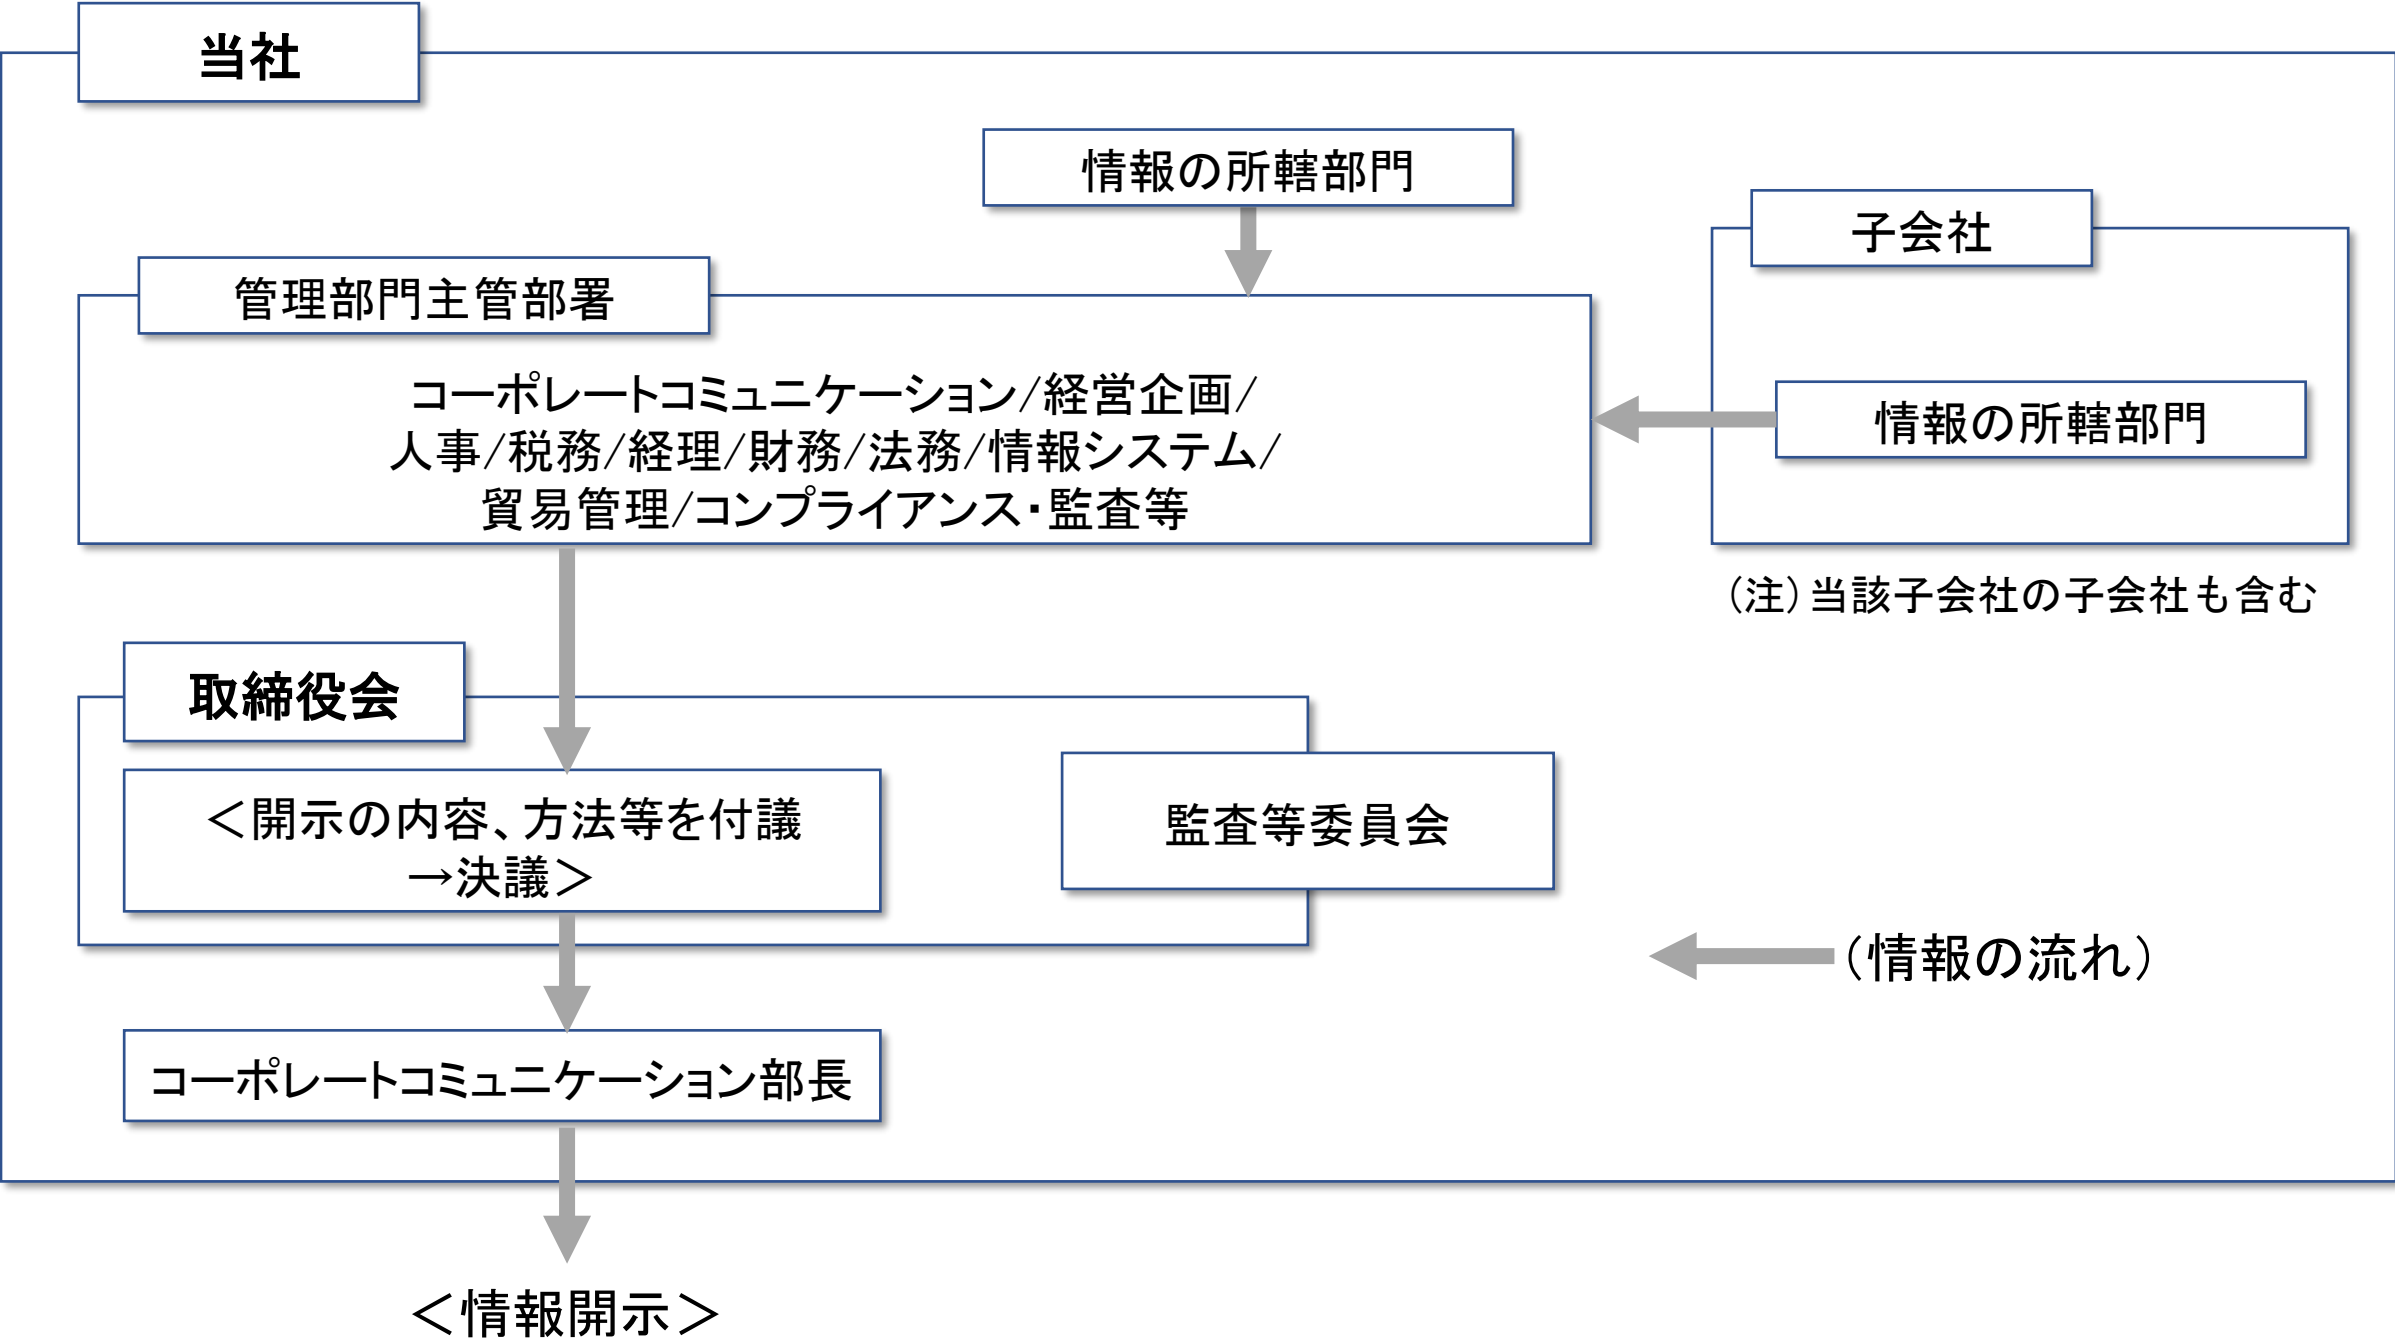 当社
情報の所轄部門
子会社
管理部門主管部署
コーポレートコミュニケーション/経営企画/
人事/税務/経理/財務/法務/情報システム/
貿易管理/コンプライアンス・監査等
情報の所轄部門
（注）当該子会社の子会社も含む
取締役会
＜開示の内容、方法等を付議
→決議＞
監査等委員会
（情報の流れ）
コーポレートコミュニケーション部長
＜情報開示＞